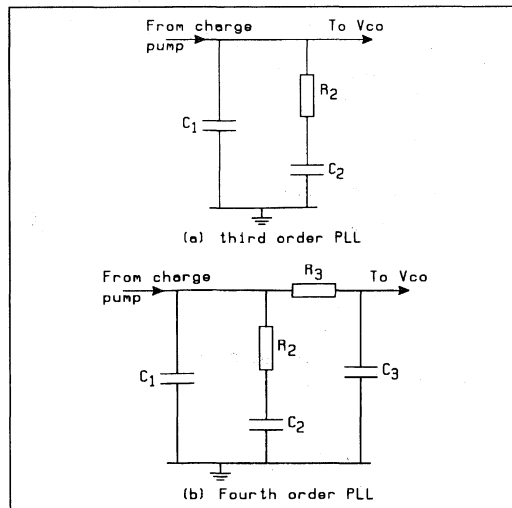 From charge
To Vco
pump
R2
C1
C2
(a) third order PLL
From charge
R3
To Vco
pump
R2
C1
C3
C2
(b) Fourth order PLL